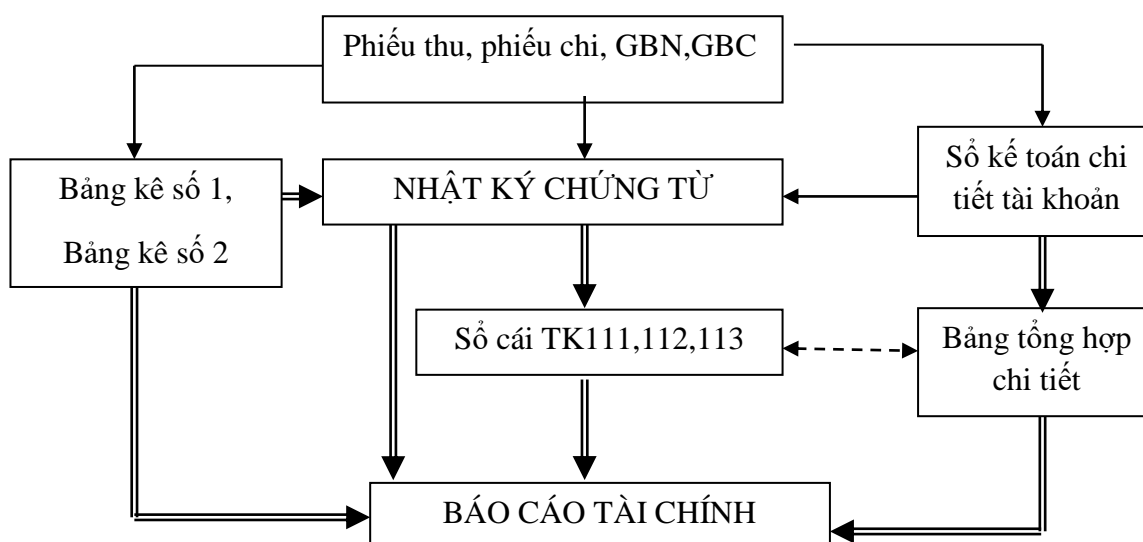 Phiếu thu, phiếu chi, GBN,GBC
Bảng kê số 1,
Bảng kê số 2
NHẬT KÝ CHỨNG TỪ
Sổ kế toán chi
tiết tài khoản
Sổ cái TK111,112,113
Bảng tổng hợp
chi tiết
BÁO CÁO TÀI CHÍNH